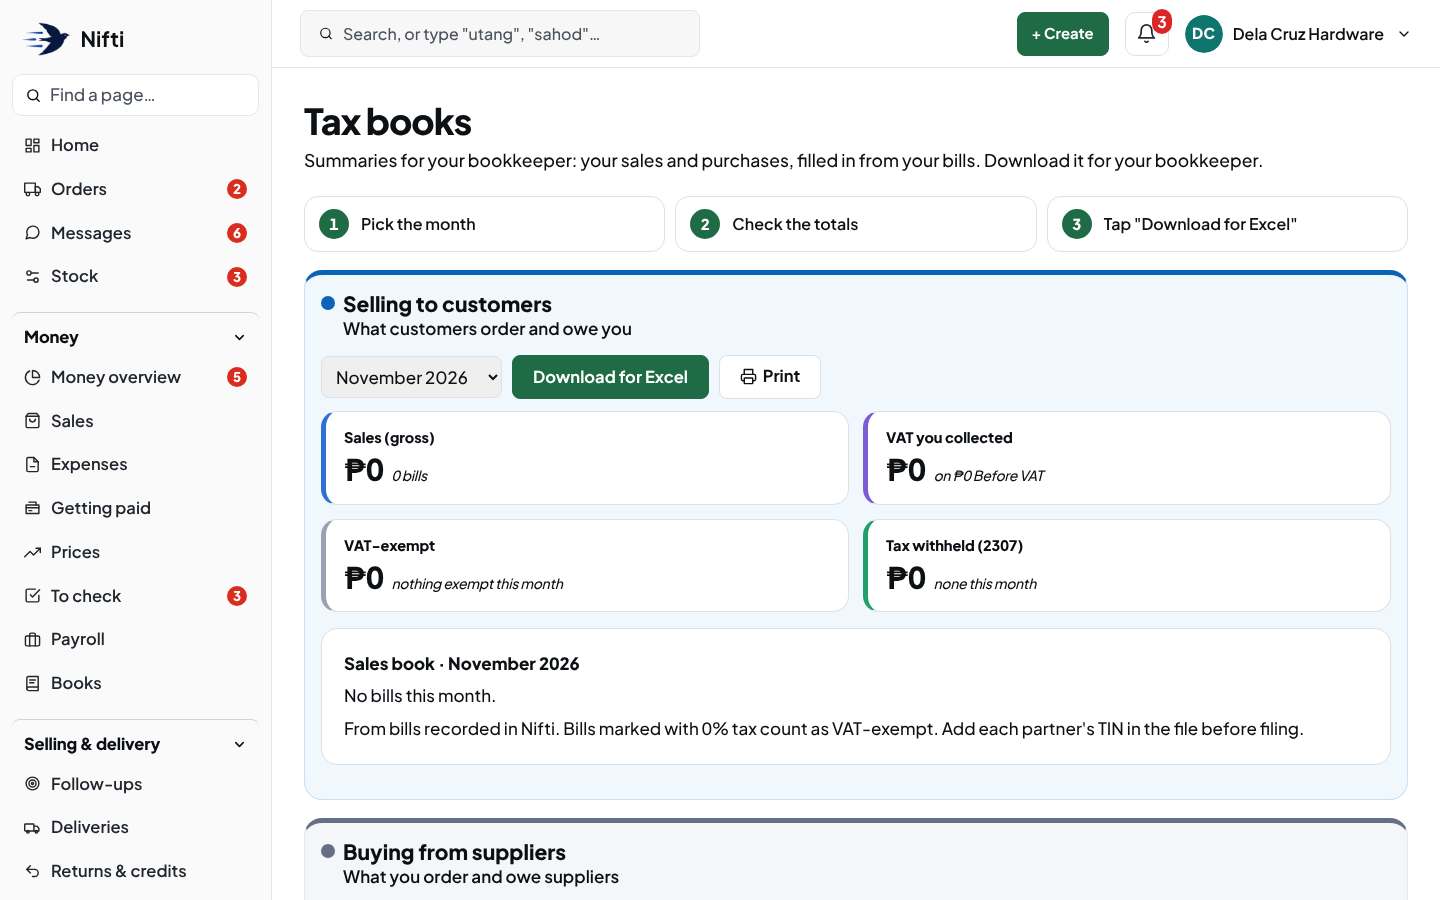 Nifti
Search, or type "utang", "sahod"...
+ Create
3
DC
Dela Cruz Hardware
Find a page...
Home
Orders
2
Messages
6
Stock
3
Money
Money overview
5
Sales
Expenses
Getting paid
Prices
To check
3
Payroll
Books
Selling & delivery
Follow-ups
Deliveries
Returns & credits
Tax books
Summaries for your bookkeeper: your sales and purchases, filled in from your bills. Download it for your bookkeeper.
1 Pick the month
2 Check the totals
3 Tap "Download for Excel"
Selling to customers
What customers order and owe you
November 2026
Download for Excel
Print
Sales (gross)
₱0 0 bills
VAT you collected
₱0 on ₱0 Before VAT
VAT-exempt
₱0 nothing exempt this month
Tax withheld (2307)
₱0 none this month
Sales book · November 2026
No bills this month.
From bills recorded in Nifti. Bills marked with 0% tax count as VAT-exempt. Add each partner's TIN in the file before filing.
Buying from suppliers
What you order and owe suppliers